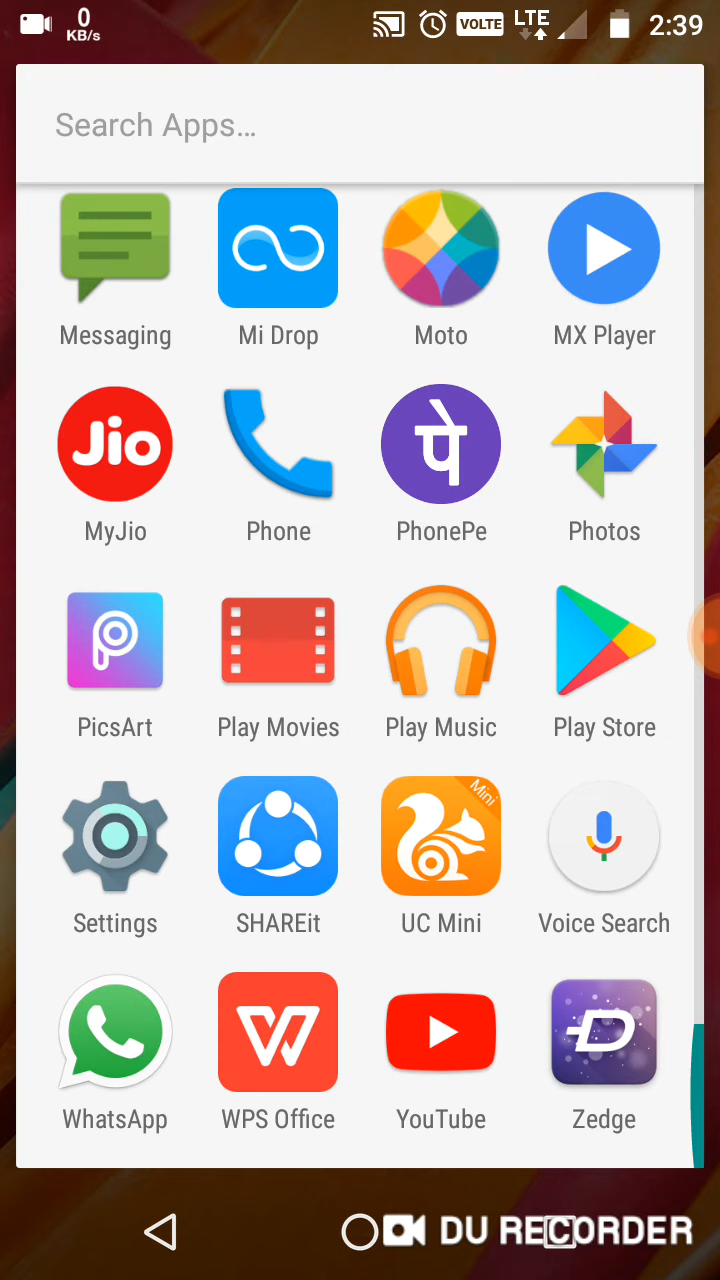 0
KB/s
VOLTE
LTE
2:39
Search Apps…
Messaging
Mi Drop
Moto
MX Player
Jio
पे
MyJio
Phone
PhonePe
Photos
PicsArt
Play Movies
Play Music
Play Store
Mini
Settings
SHAREit
UC Mini
Voice Search
WhatsApp
WPS Office
YouTube
Zedge
DU RECORDER